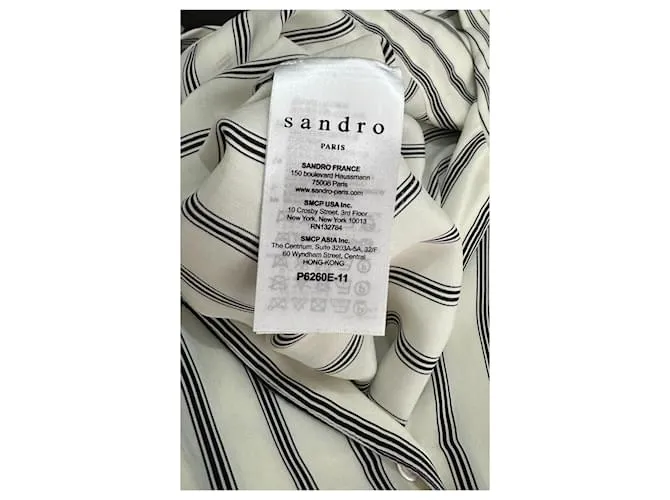 sandro
PARIS
SANDRO FRANCE
150 boulevard Haussmann
75008 Paris
www.sandro-paris.com
SMCP USA Inc.
10 Crosby Street, 3rd Floor
New York, New York 10013
RN132784
SMCP ASIA Inc.
The Centrium, Suite 3203A-5A, 32/F
60 Wyndham Street, Central
HONG-KONG
P6260E-11